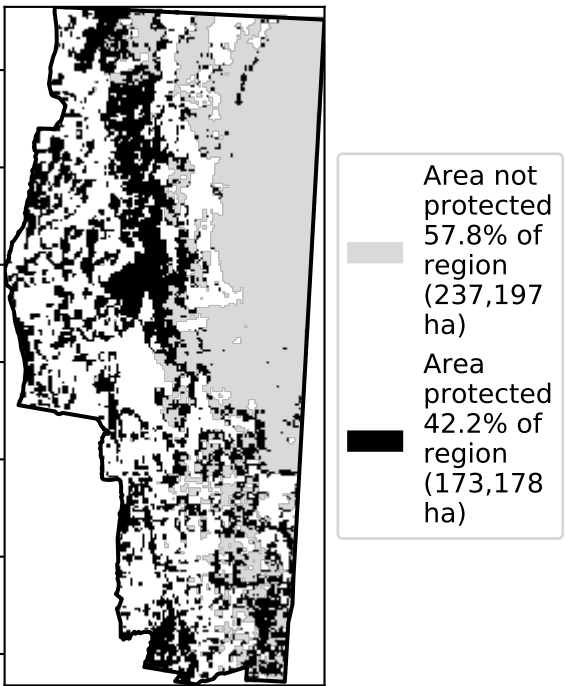 Area not
protected
57.8% of
region
(237,197
ha)
Area
protected
42.2% of
region
(173,178
ha)